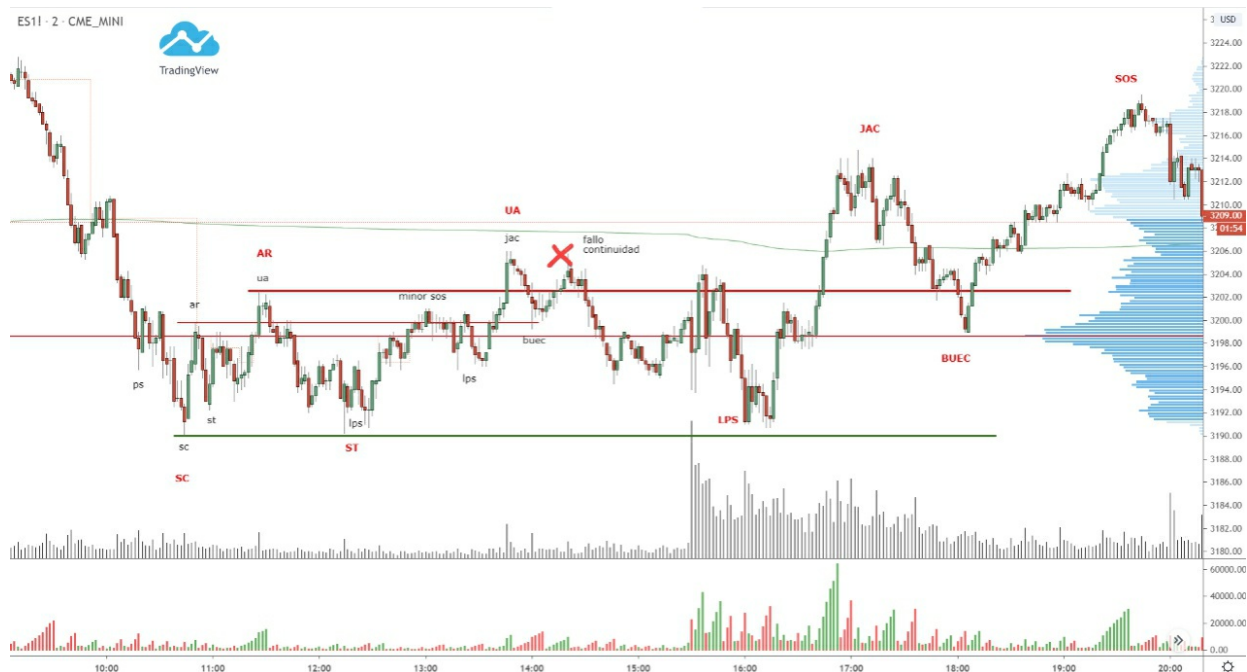 ES1! · 2 · CME_MINI
TradingView
USD
3224.00
3222.00
3220.00
3218.00
3216.00
3214.00
3212.00
3210.00
3209.00
01:54
3206.00
3204.00
3202.00
3200.00
3198.00
3196.00
3194.00
3192.00
3190.00
3188.00
3186.00
3184.00
3182.00
3180.00
60000.00
40000.00
20000.00
0.00
SOS
JAC
UA
jac
fallo
continuidad
AR
ua
ar
minor sos
buec
BUEC
ps
lps
st
LPS
lps
ST
sc
SC
10:00
11:00
12:00
13:00
14:00
15:00
16:00
17:00
18:00
19:00
20:00